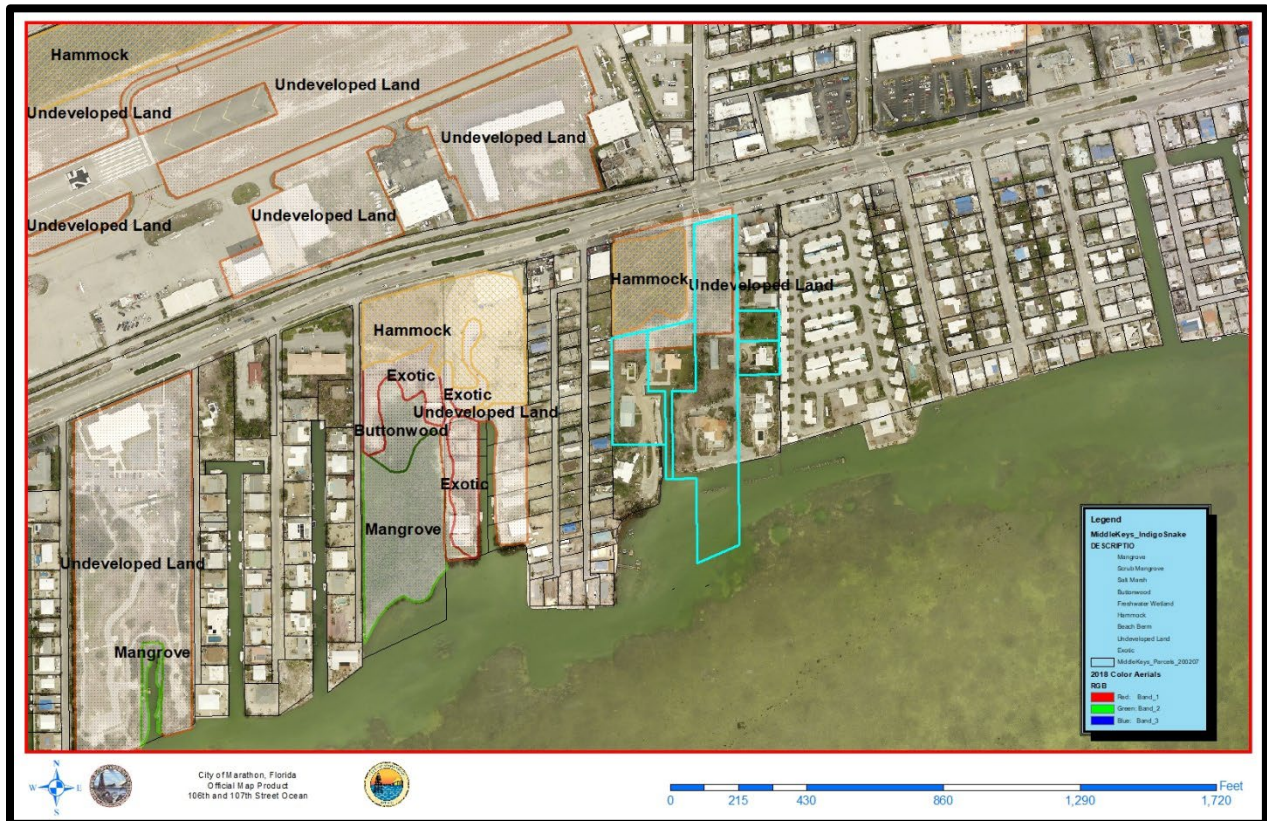 Hammock
Undeveloped Land
Undeveloped Land
Undeveloped Land
Undeveloped Land
Undeveloped Land
Hammock
Undeveloped Land
Hammock
Exotic
Exotic
Undeveloped Land
Buttonwood
Exotic
Mangrove
Undeveloped Land
Mangrove
Legend
MiddleKeys_IndigoSnake
DESCRIPTIO
Mangrove
Scrub Mangrove
Salt Marsh
Buttonwood
Freshwater Wetland
Hammock
Beach Berm
Undeveloped Land
Exotic
MiddleKeys_Parcels_200207
2018 Color Aerials
RGB
Red: Band_1
Green: Band_2
Blue: Band_3
N
W E
S
City of Marathon, Florida
Official Map Product
106th and 107th Street Ocean
Feet
0 215 430 860 1,290 1,720